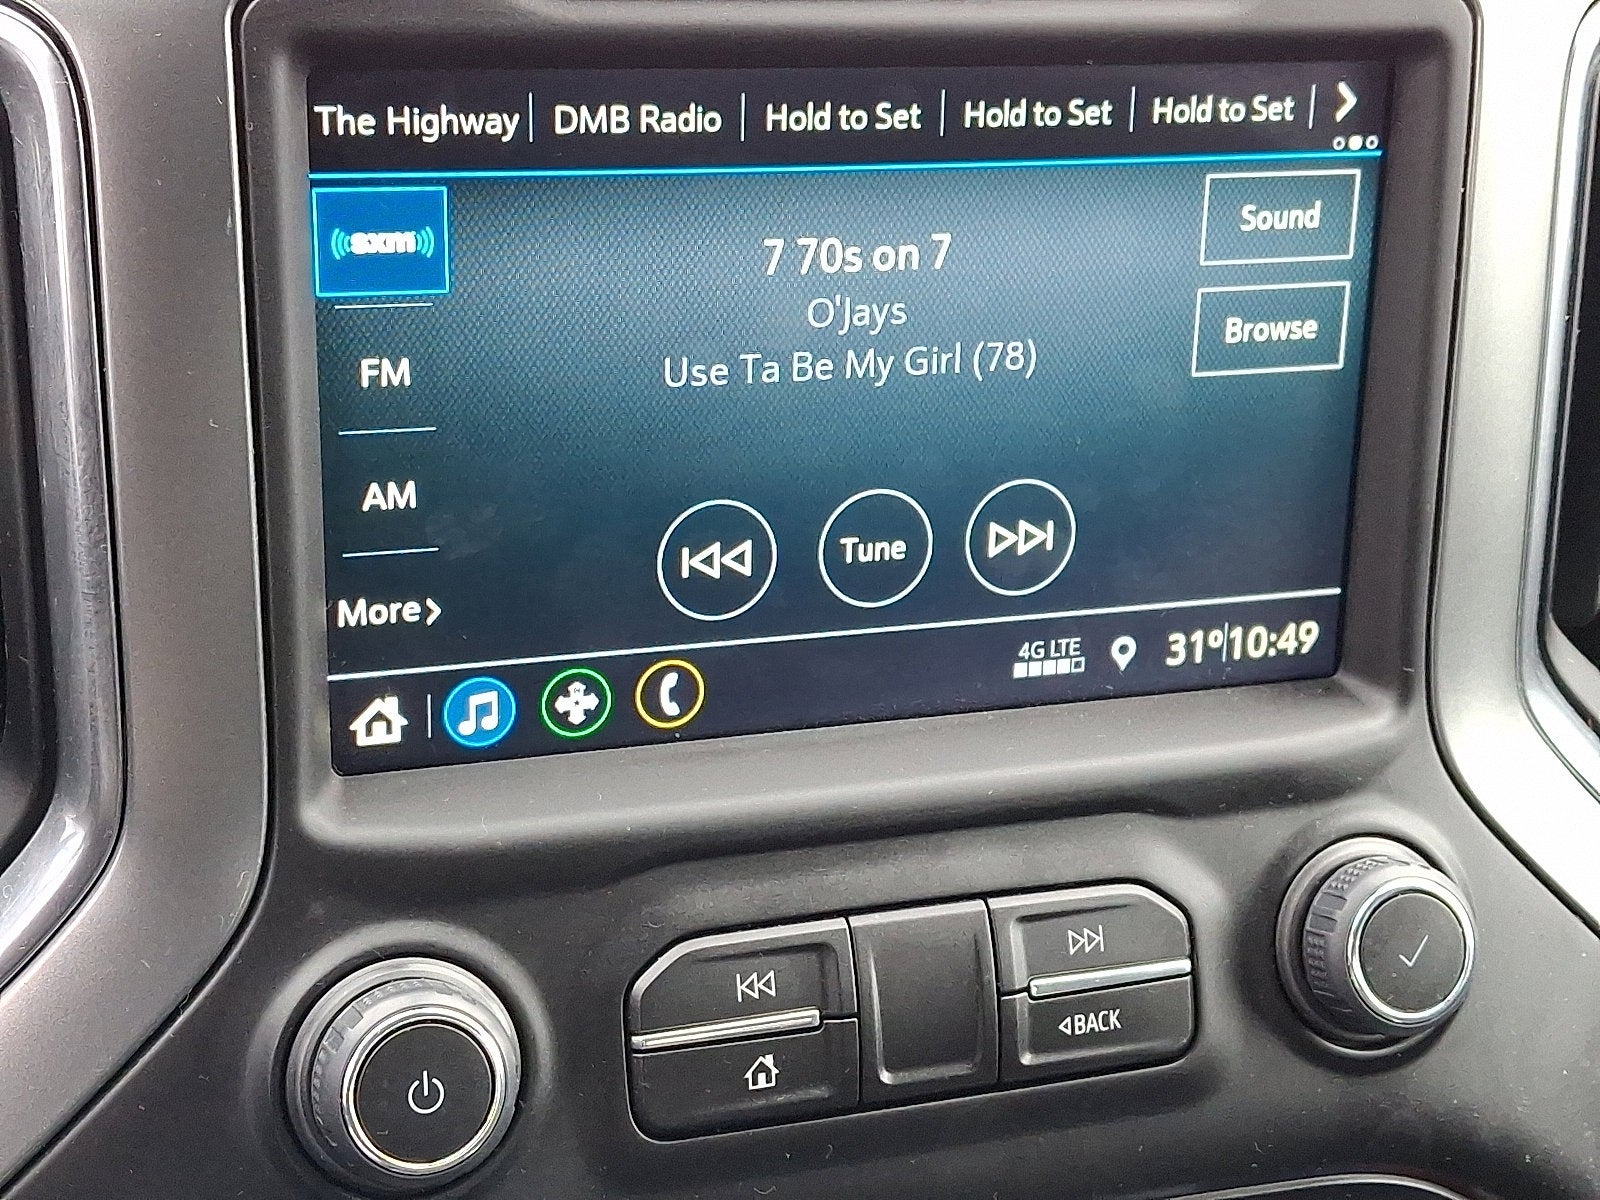 The Highway DMB Radio Hold to Set Hold to Set Hold to Set
sxm
Sound
7 70s on 7
O'Jays
Browse
Use Ta Be My Girl (78)
FM
AM
Tune
More
4G LTE
31°
10:49
BACK